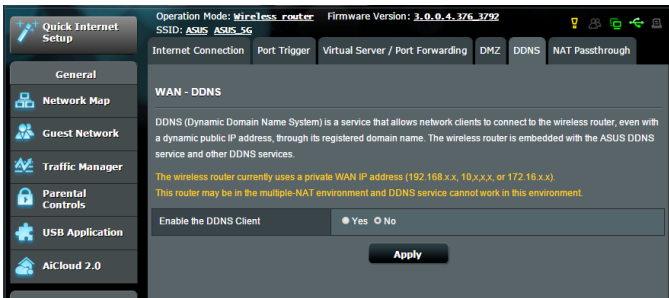 Quick Internet
Setup
General
Network Map
Guest Network
Traffic Manager
Parental
Controls
USB Application
AiCloud 2.0
Operation Mode: Wireless router Firmware Version: 3.0.0.4.376_3792
SSID: ASUS ASUS_5G
Internet Connection Port Trigger Virtual Server / Port Forwarding DMZ DDNS NAT Passthrough
WAN - DDNS
DDNS (Dynamic Domain Name System) is a service that allows network clients to connect to the wireless router, even with
a dynamic public IP address, through its registered domain name. The wireless router is embedded with the ASUS DDNS
service and other DDNS services.
The wireless router currently uses a private WAN IP address (192.168.x.x, 10,x,x,x, or 172.16.x.x).
This router may be in the multiple-NAT environment and DDNS service cannot work in this environment.
Enable the DDNS Client Yes No
Apply